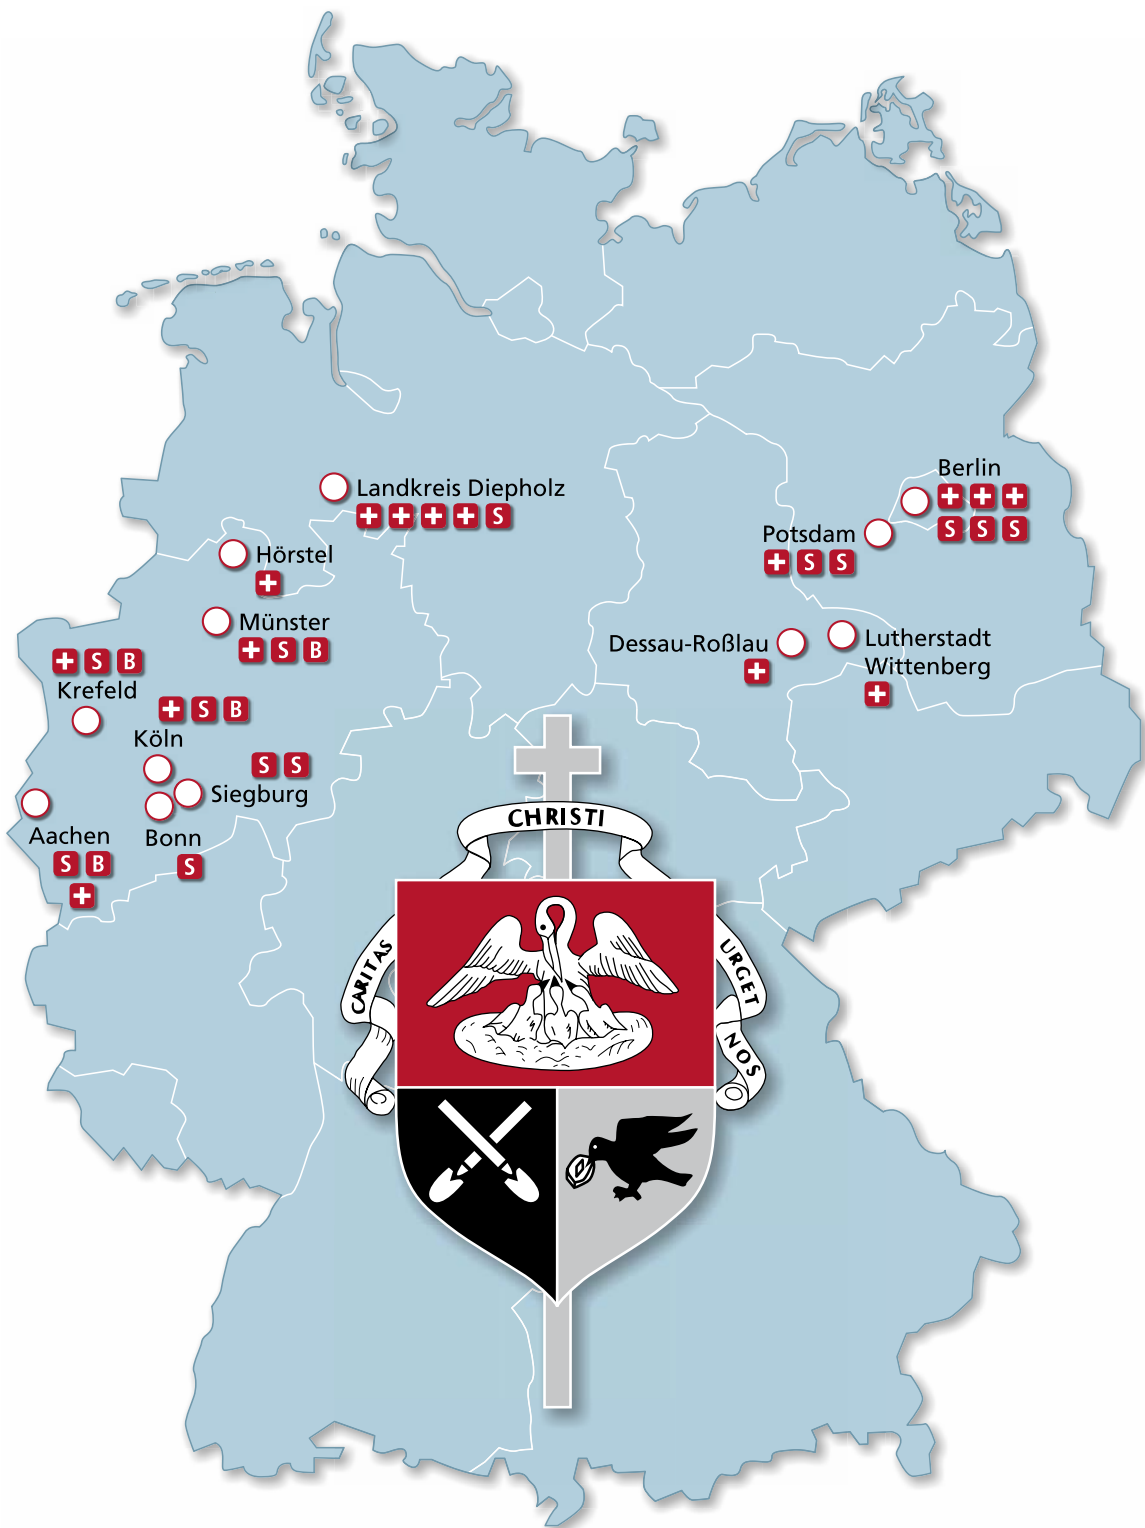 Berlin
S S S
Landkreis Diepholz
S
Potsdam
S S
Hörstel
Münster
S B
Dessau-Roßlau
Lutherstadt
Wittenberg
S B
Krefeld
S B
Köln
S S
Siegburg
Aachen
S B
Bonn
S
CHRISTI
CARITAS
URGET
NOS